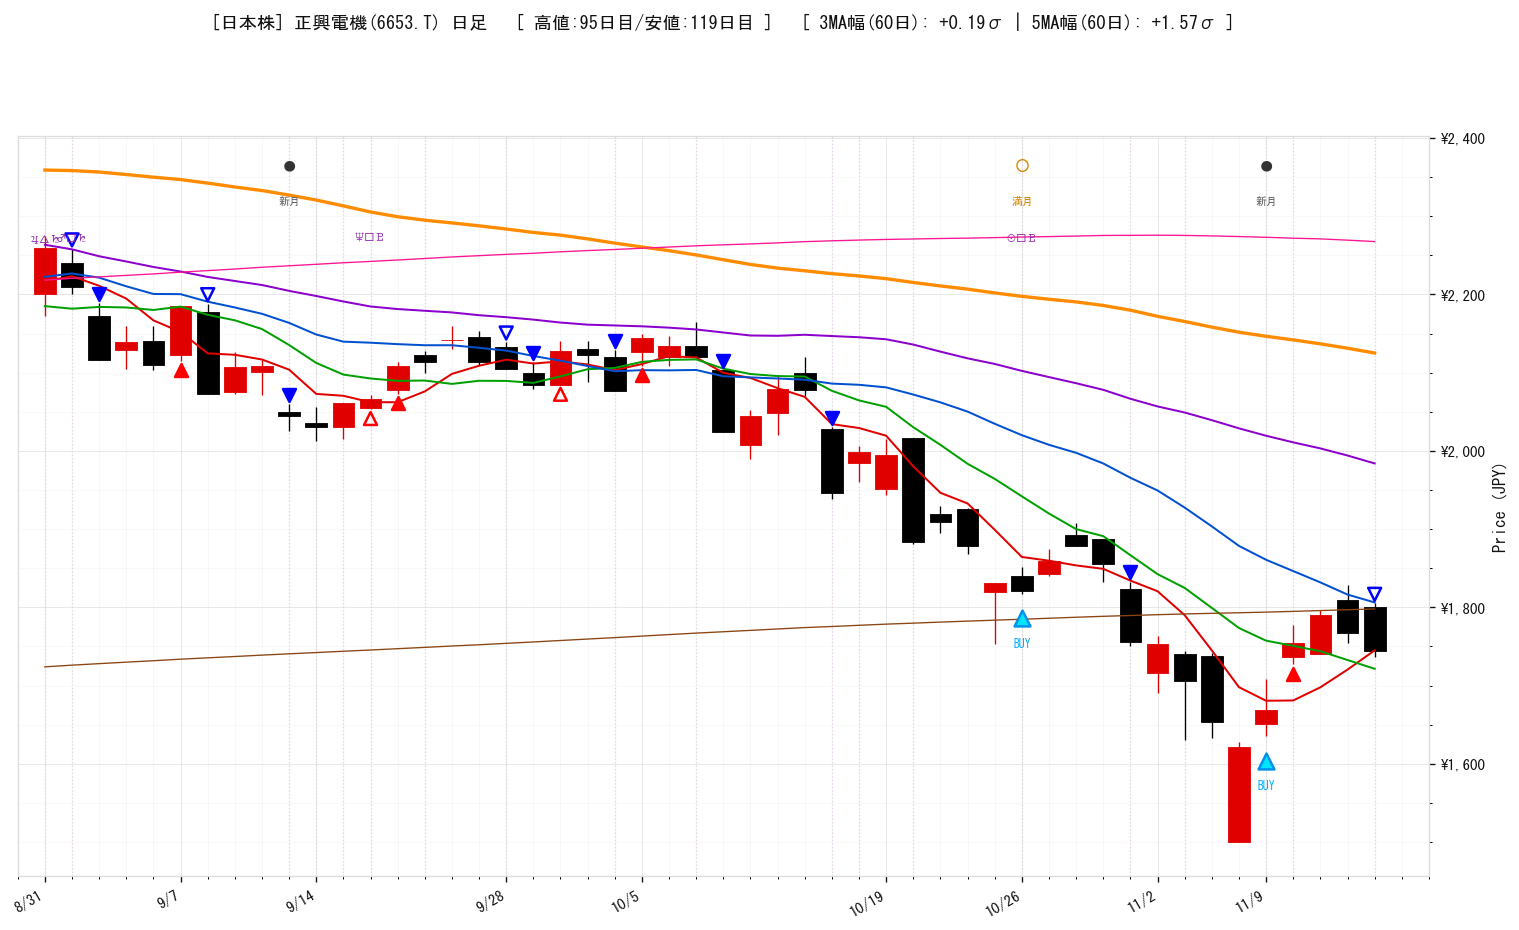 [日本株] 正興電機(6653.T) 日足　[ 高値:95日目/安値:119日目 ]　[ 3MA幅(60日): +0.19σ | 5MA幅(60日): +1.57σ ]
¥2,400
新月
満月
新月
¥2,200
¥2,000
Price (JPY)
¥1,800
BUY
¥1,600
BUY
8/31
9/7
9/14
9/28
10/5
10/19
10/26
11/2
11/9